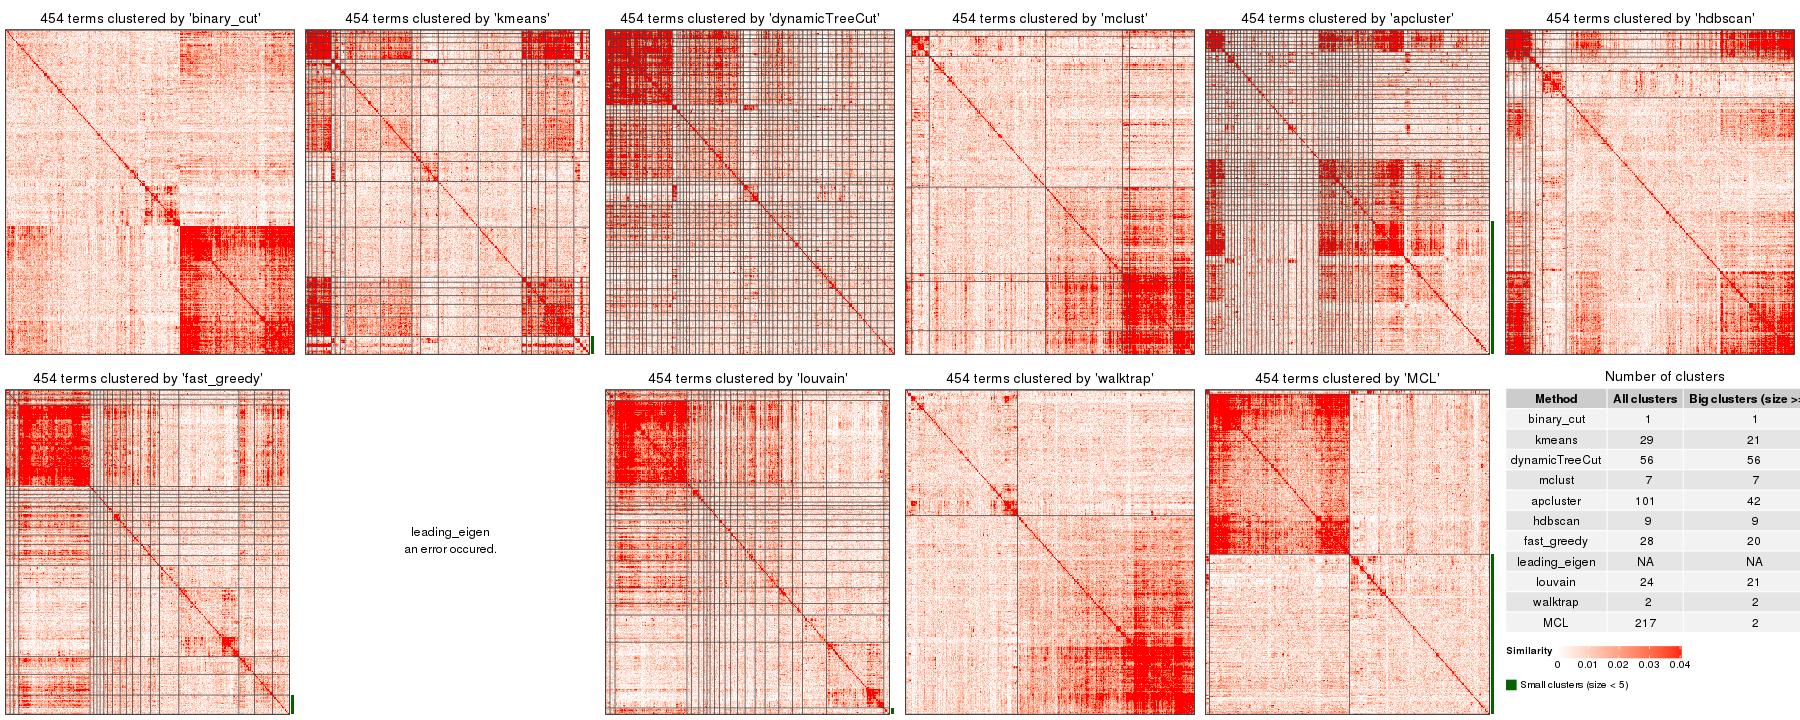 454 terms clustered by 'binary_cut'
454 terms clustered by 'kmeans'
454 terms clustered by 'dynamicTreeCut'
454 terms clustered by 'mclust'
454 terms clustered by 'apcluster'
454 terms clustered by 'hdbscan'
454 terms clustered by 'fast_greedy'
leading_eigen
an error occured.
454 terms clustered by 'louvain'
454 terms clustered by 'walktrap'
454 terms clustered by 'MCL'
Number of clusters
Method All clusters Big clusters (size >
binary_cut 1 1
kmeans 29 21
dynamicTreeCut 56 56
mclust 7 7
apcluster 101 42
hdbscan 9 9
fast_greedy 28 20
leading_eigen NA NA
louvain 24 21
walktrap 2 2
MCL 217 2
Similarity
0 0.01 0.02 0.03 0.04
Small clusters (size < 5)